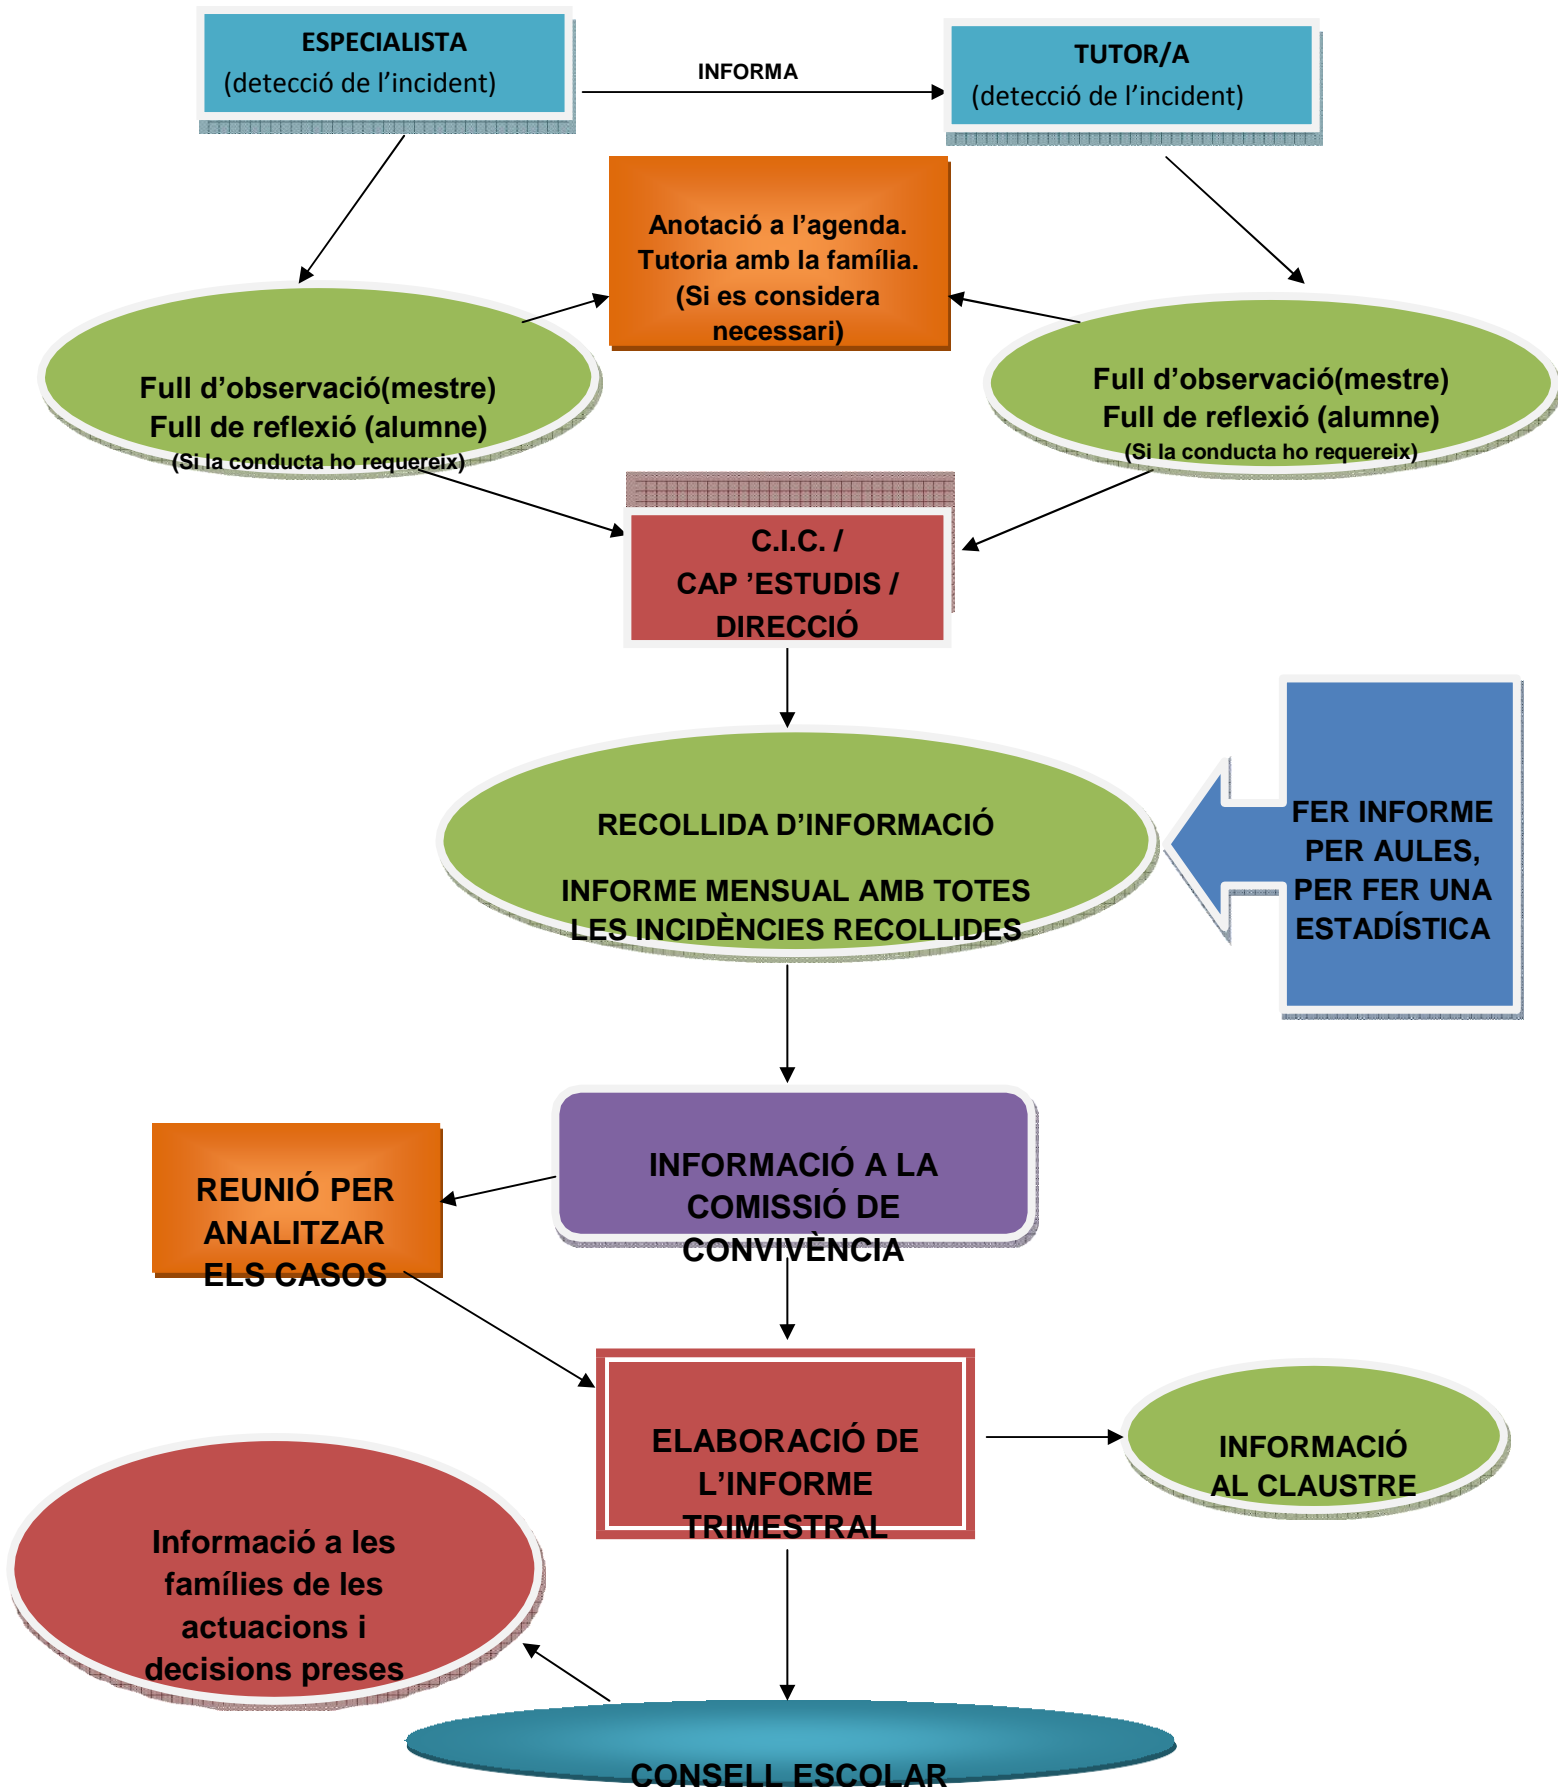 ESPECIALISTA
(detecció de l’incident)
INFORMA
TUTOR/A
(detecció de l’incident)
Anotació a l’agenda.
Tutoria amb la família.
(Si es considera
necessari)
Full d’observació(mestre)
Full de reflexió (alumne)
(Si la conducta ho requereix)
Full d’observació(mestre)
Full de reflexió (alumne)
(Si la conducta ho requereix)
C.I.C. /
CAP ’ESTUDIS /
DIRECCIÓ
RECOLLIDA D’INFORMACIÓ
INFORME MENSUAL AMB TOTES
LES INCIDÈNCIES RECOLLIDES
FER INFORME
PER AULES,
PER FER UNA
ESTADÍSTICA
INFORMACIÓ A LA
COMISSIÓ DE
CONVIVÈNCIA
REUNIÓ PER
ANALITZAR
ELS CASOS
ELABORACIÓ DE
L’INFORME
TRIMESTRAL
INFORMACIÓ
AL CLAUSTRE
Informació a les
famílies de les
actuacions i
decisions preses
CONSELL ESCOLAR